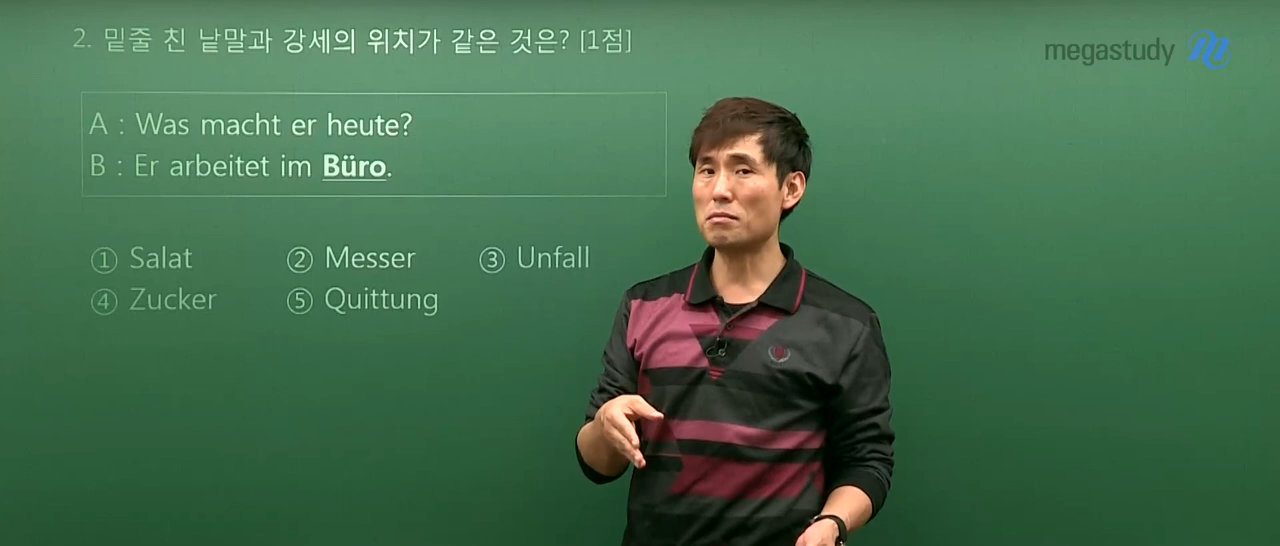 2. 밑줄 친 낱말과 강세의 위치가 같은 것은? [1점]
megastudy
A : Was macht er heute?
B : Er arbeitet im Büro.
① Salat ② Messer ③ Unfall
④ Zucker ⑤ Quittung